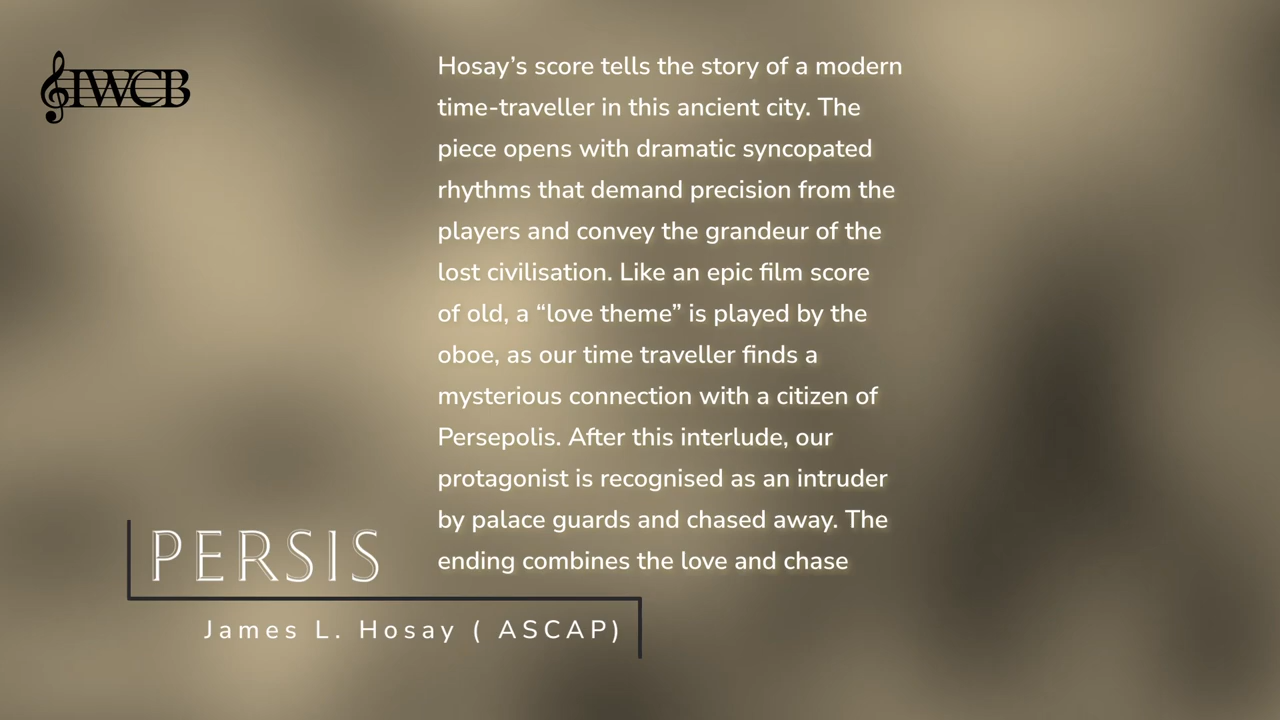 IWCB
Hosay’s score tells the story of a modern
time-traveller in this ancient city. The
piece opens with dramatic syncopated
rhythms that demand precision from the
players and convey the grandeur of the
lost civilisation. Like an epic film score
of old, a “love theme” is played by the
oboe, as our time traveller finds a
mysterious connection with a citizen of
Persepolis. After this interlude, our
protagonist is recognised as an intruder
by palace guards and chased away. The
ending combines the love and chase
PERSIS
James L. Hosay ( ASCAP)